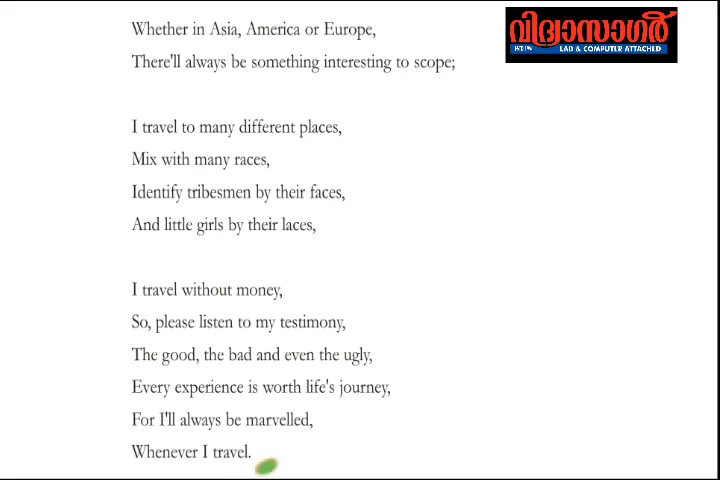 Whether in Asia, America or Europe,
There'll always be something interesting to scope;
I travel to many different places,
Mix with many races,
Identify tribesmen by their faces,
And little girls by their laces,
I travel without money,
So, please listen to my testimony,
The good, the bad and even the ugly,
Every experience is worth life's journey,
For I'll always be marvelled,
Whenever I travel.
വിദ്യാസാഗർ
LAB & COMPUTER ATTACHED